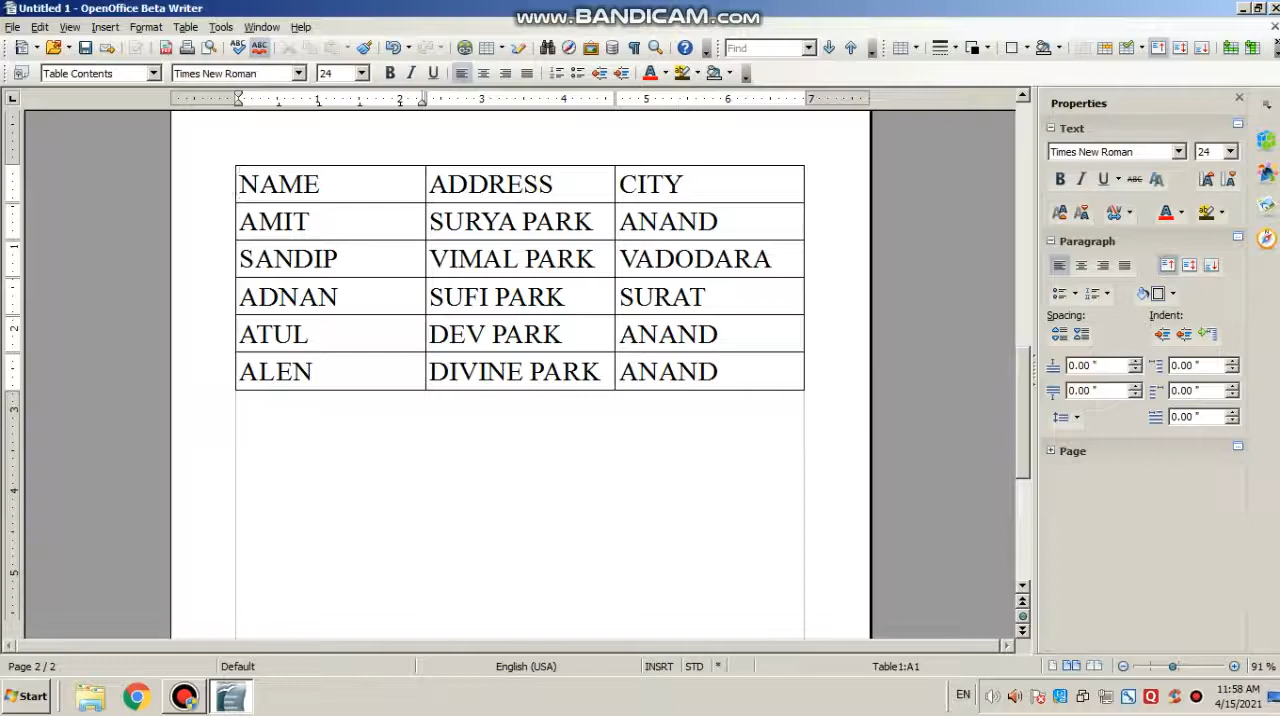 Untitled 1 - OpenOffice Beta Writer
www.BANDICAM.com
File Edit View Insert Format Table Tools Window Help
Find
Table Contents Times New Roman 24
Properties
Text
Times New Roman 24
Paragraph
Spacing: Indent:
0.00 " 0.00 "
0.00 " 0.00 "
0.00 "
Page
NAME ADDRESS CITY
AMIT SURYA PARK ANAND
SANDIP VIMAL PARK VADODARA
ADNAN SUFI PARK SURAT
ATUL DEV PARK ANAND
ALEN DIVINE PARK ANAND
Page 2 / 2 Default English (USA) INSRT STD * Table1:A1 91 %
Start EN 11:58 AM
4/15/2021